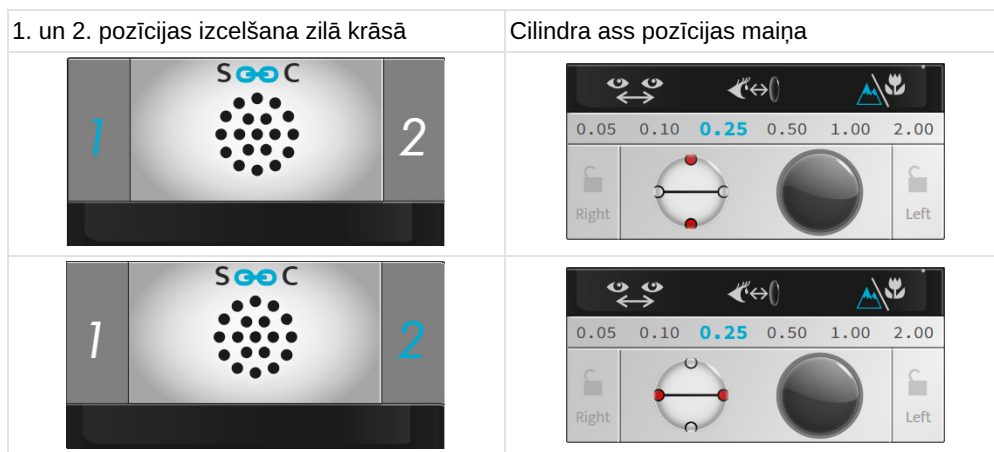 1. un 2. pozīcijas izcelšana zilā krāsā
Cilindra ass pozīcijas maiņa
S C
1
2
0.05 0.10 0.25 0.50 1.00 2.00
Right
Left
S C
1
2
0.05 0.10 0.25 0.50 1.00 2.00
Right
Left